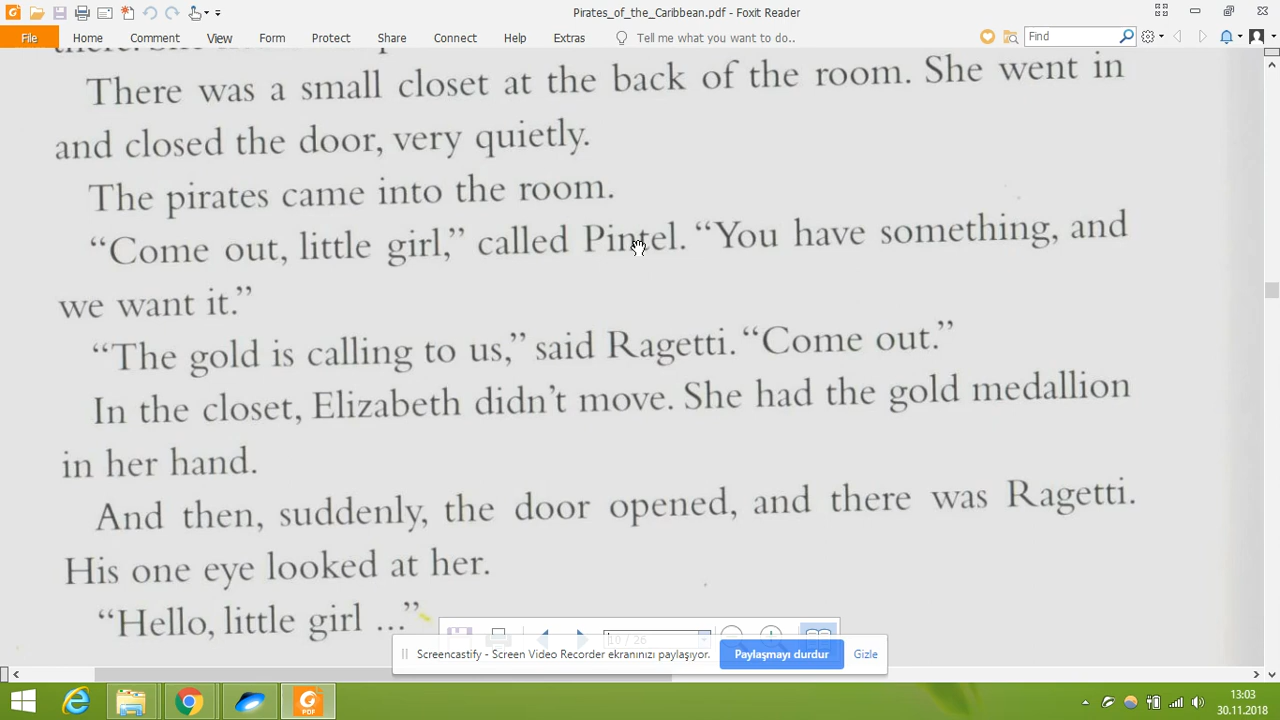 Pirates_of_the_Caribbean.pdf - Foxit Reader
File Home Comment View Form Protect Share Connect Help Extras Tell me what you want to do.. Find
There was a small closet at the back of the room. She went in
and closed the door, very quietly.
The pirates came into the room.
“Come out, little girl,” called Pintel. “You have something, and
we want it.”
“The gold is calling to us,” said Ragetti. “Come out.”
In the closet, Elizabeth didn’t move. She had the gold medallion
in her hand.
And then, suddenly, the door opened, and there was Ragetti.
His one eye looked at her.
“Hello, little girl ...”
10 / 26
Screencastify - Screen Video Recorder ekranınızı paylaşıyor. Paylaşmayı durdur Gizle
PDF
13:03
30.11.2018